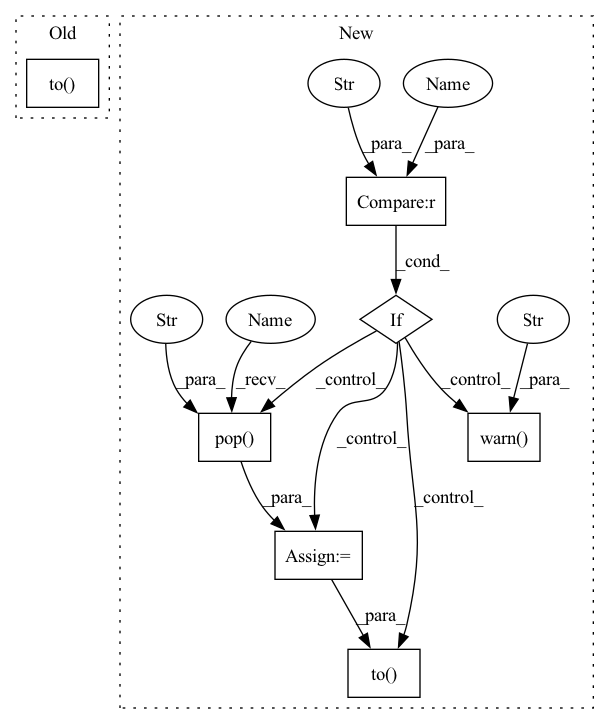 Old
New
to()
Str
Name
_para_
_para_
Compare:r
_cond_
Str
Name
If
Str
_para_
_recv_
_control_
_control_
_para_
pop()
_control_
warn()
_para_
_control_
Assign:=
_para_
to()